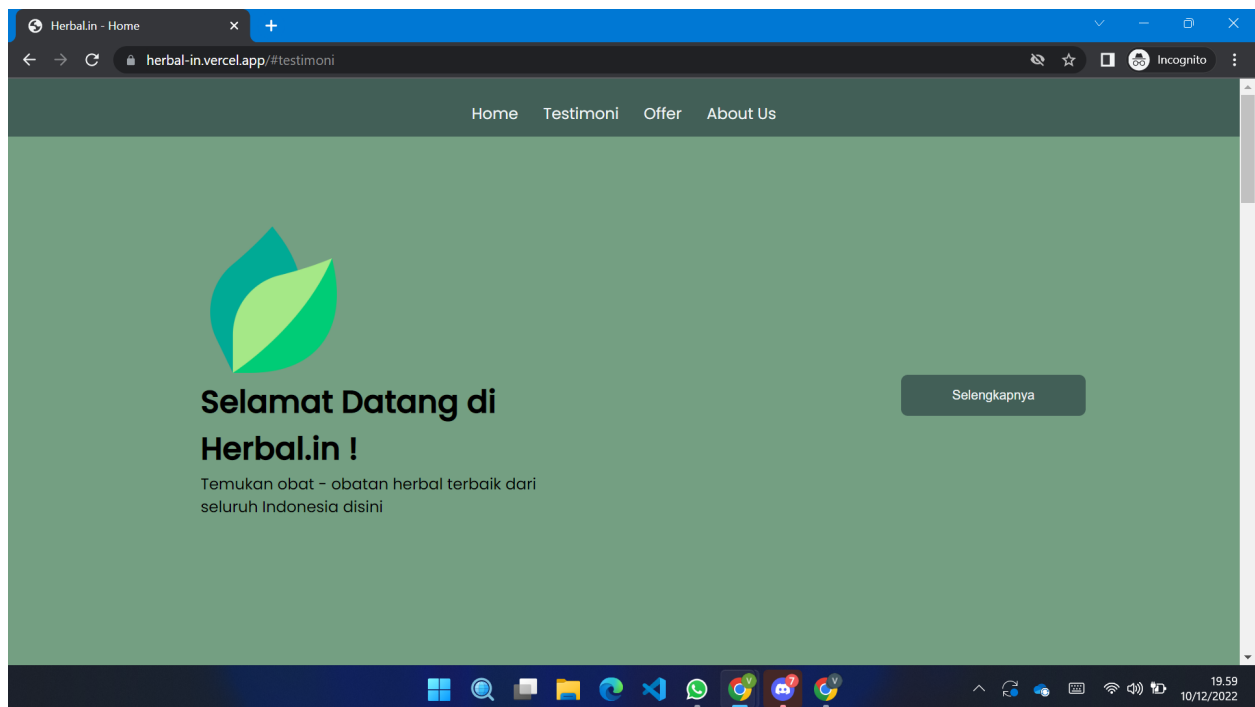 Herbal.in - Home
herbal-in.vercel.app/#testimoni
Incognito
Home Testimoni Offer About Us
Selamat Datang di
Herbal.in !
Temukan obat - obatan herbal terbaik dari
seluruh Indonesia disini
Selengkapnya
V
7
V
19.59
10/12/2022